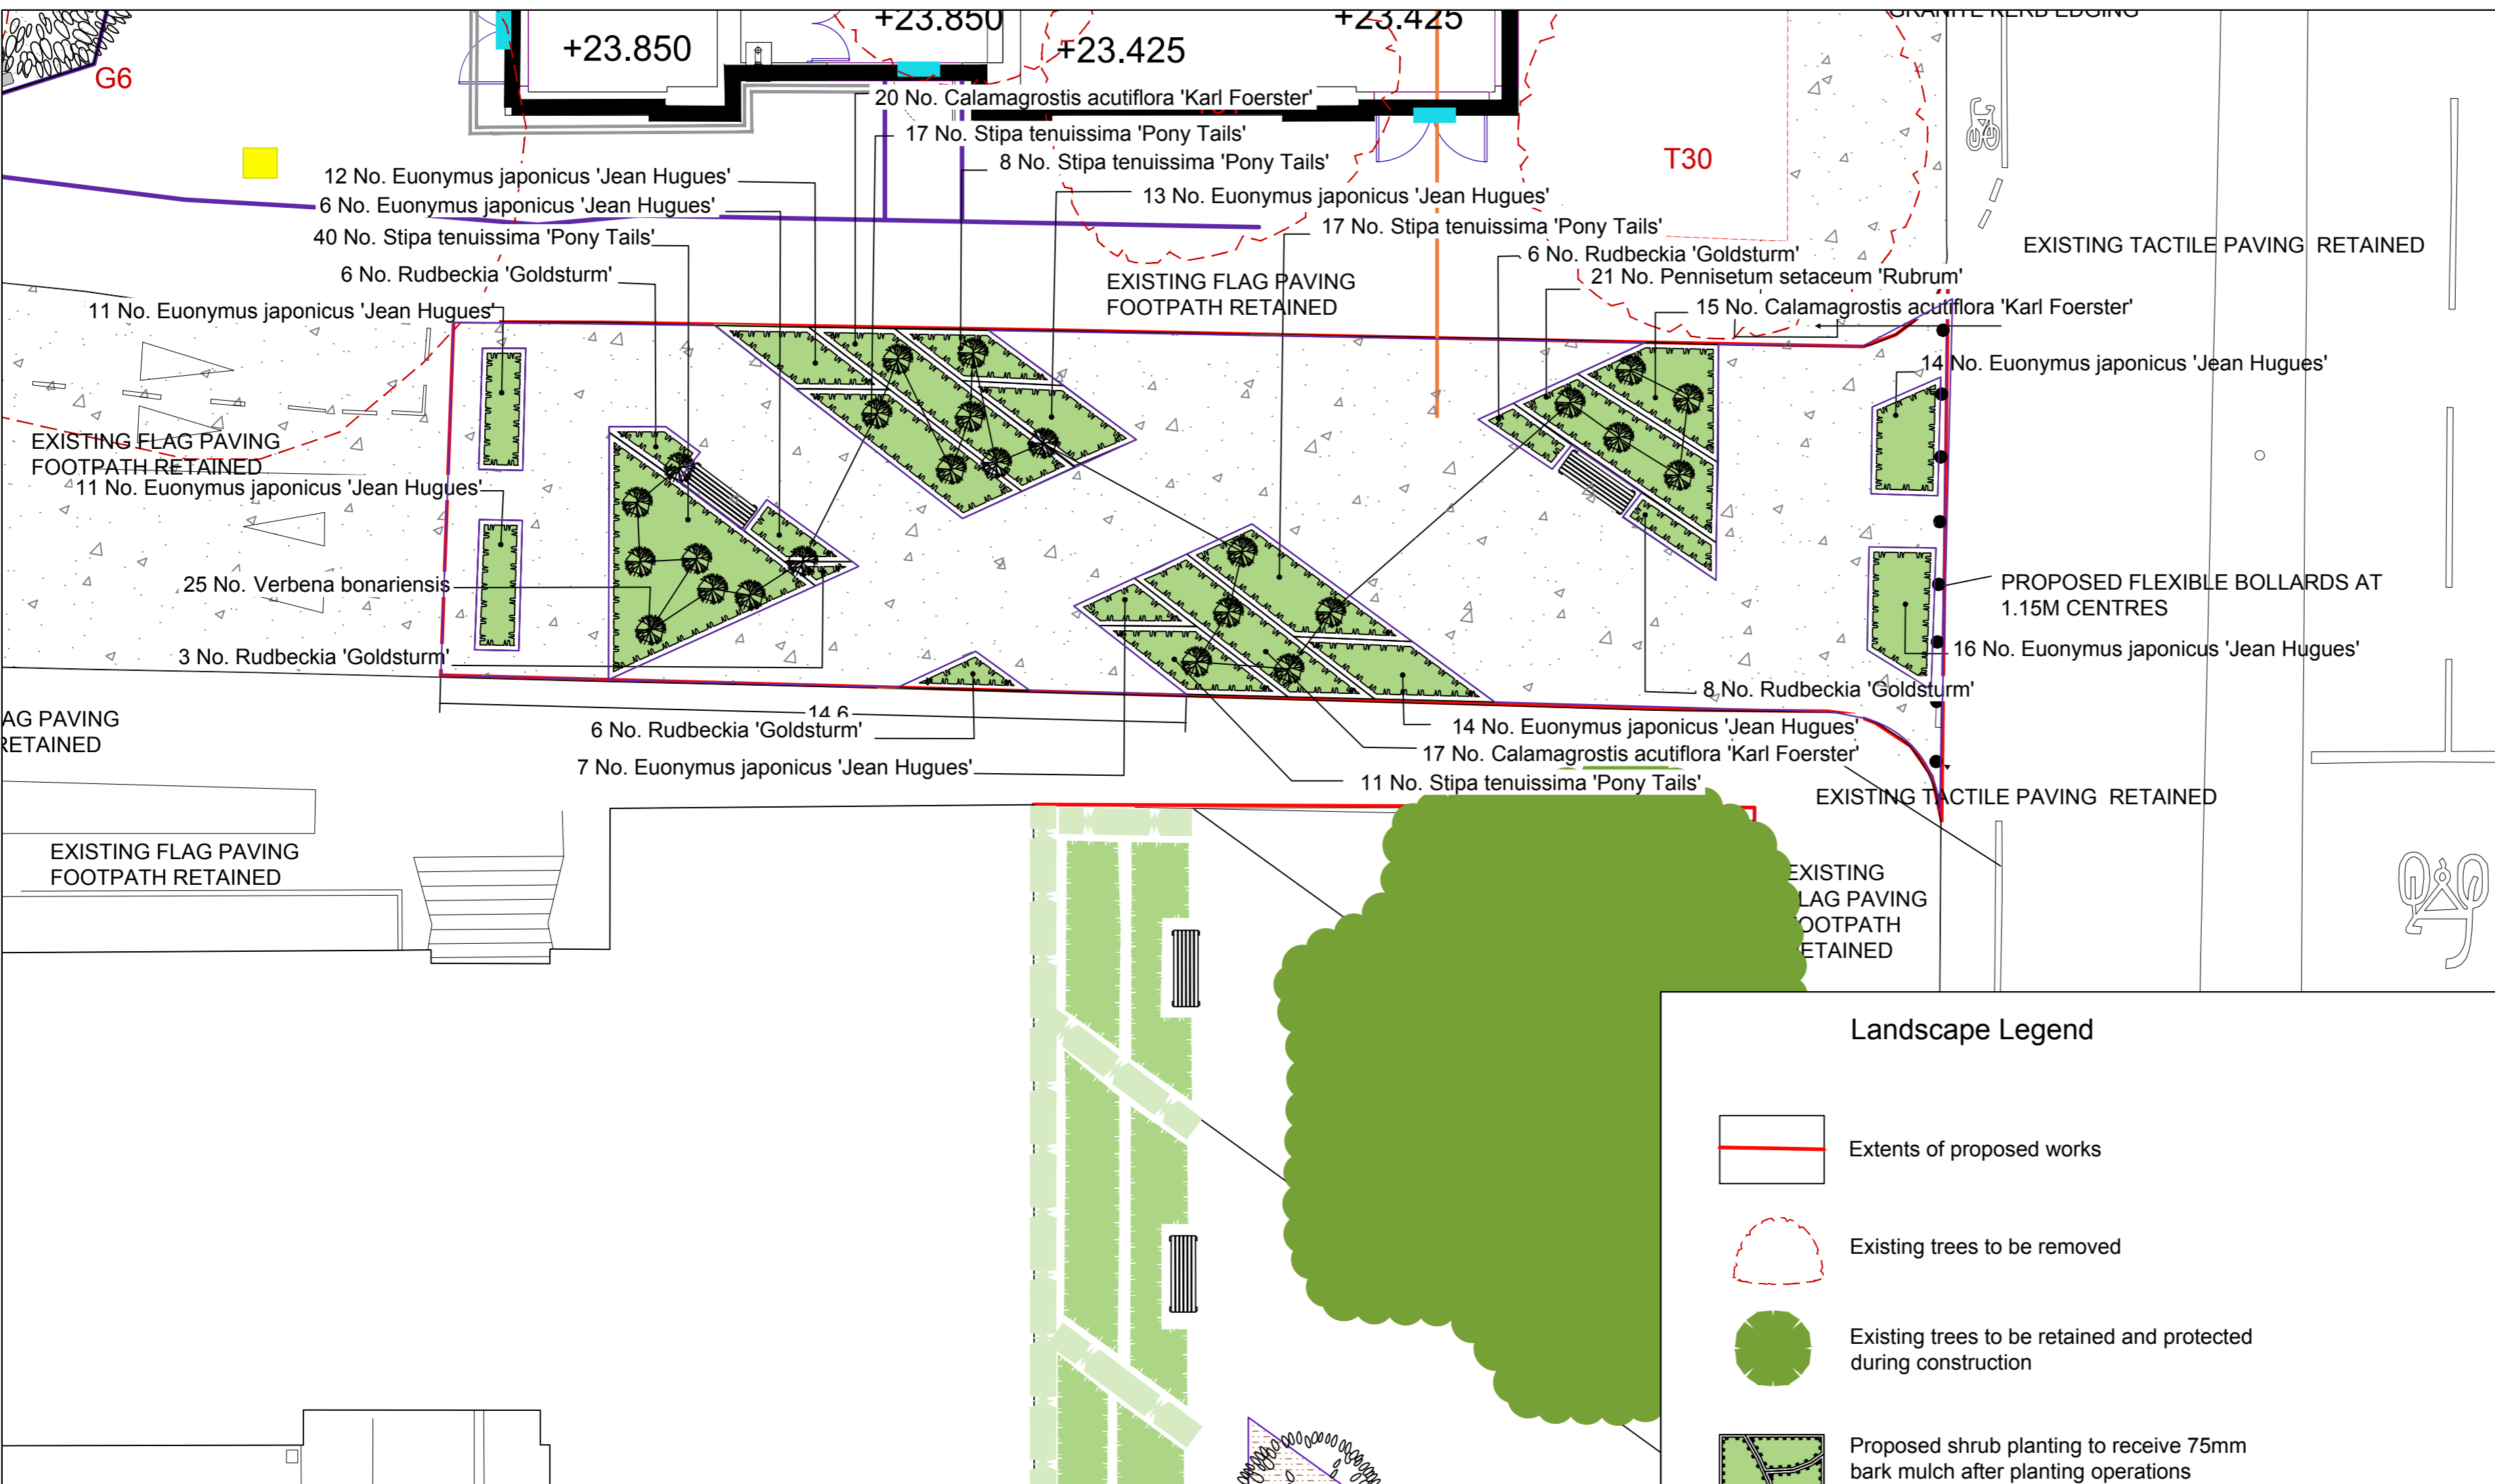 GRANITE KERB EDGING
+23.850
+23.425
+23.850
+23.425
G6
20 No. Calamagrostis acutiflora 'Karl Foerster'
17 No. Stipa tenuissima 'Pony Tails'
8 No. Stipa tenuissima 'Pony Tails'
T30
12 No. Euonymus japonicus 'Jean Hugues'
13 No. Euonymus japonicus 'Jean Hugues'
6 No. Euonymus japonicus 'Jean Hugues'
17 No. Stipa tenuissima 'Pony Tails'
40 No. Stipa tenuissima 'Pony Tails'
EXISTING TACTILE PAVING RETAINED
6 No. Rudbeckia 'Goldsturm'
6 No. Rudbeckia 'Goldsturm'
21 No. Pennisetum setaceum 'Rubrum'
EXISTING FLAG PAVING
FOOTPATH RETAINED
11 No. Euonymus japonicus 'Jean Hugues'
15 No. Calamagrostis acutiflora 'Karl Foerster'
14 No. Euonymus japonicus 'Jean Hugues'
EXISTING FLAG PAVING
FOOTPATH RETAINED
11 No. Euonymus japonicus 'Jean Hugues'
25 No. Verbena bonariensis
PROPOSED FLEXIBLE BOLLARDS AT
1.15M CENTRES
3 No. Rudbeckia 'Goldsturm'
16 No. Euonymus japonicus 'Jean Hugues'
8 No. Rudbeckia 'Goldsturm'
AG PAVING
RETAINED
14.6
6 No. Rudbeckia 'Goldsturm'
14 No. Euonymus japonicus 'Jean Hugues'
17 No. Calamagrostis acutiflora 'Karl Foerster'
7 No. Euonymus japonicus 'Jean Hugues'
11 No. Stipa tenuissima 'Pony Tails'
EXISTING TACTILE PAVING RETAINED
EXISTING FLAG PAVING
FOOTPATH RETAINED
EXISTING
LAG PAVING
OOTPATH
ETAINED
Landscape Legend
Extents of proposed works
Existing trees to be removed
Existing trees to be retained and protected
during construction
Proposed shrub planting to receive 75mm
bark mulch after planting operations